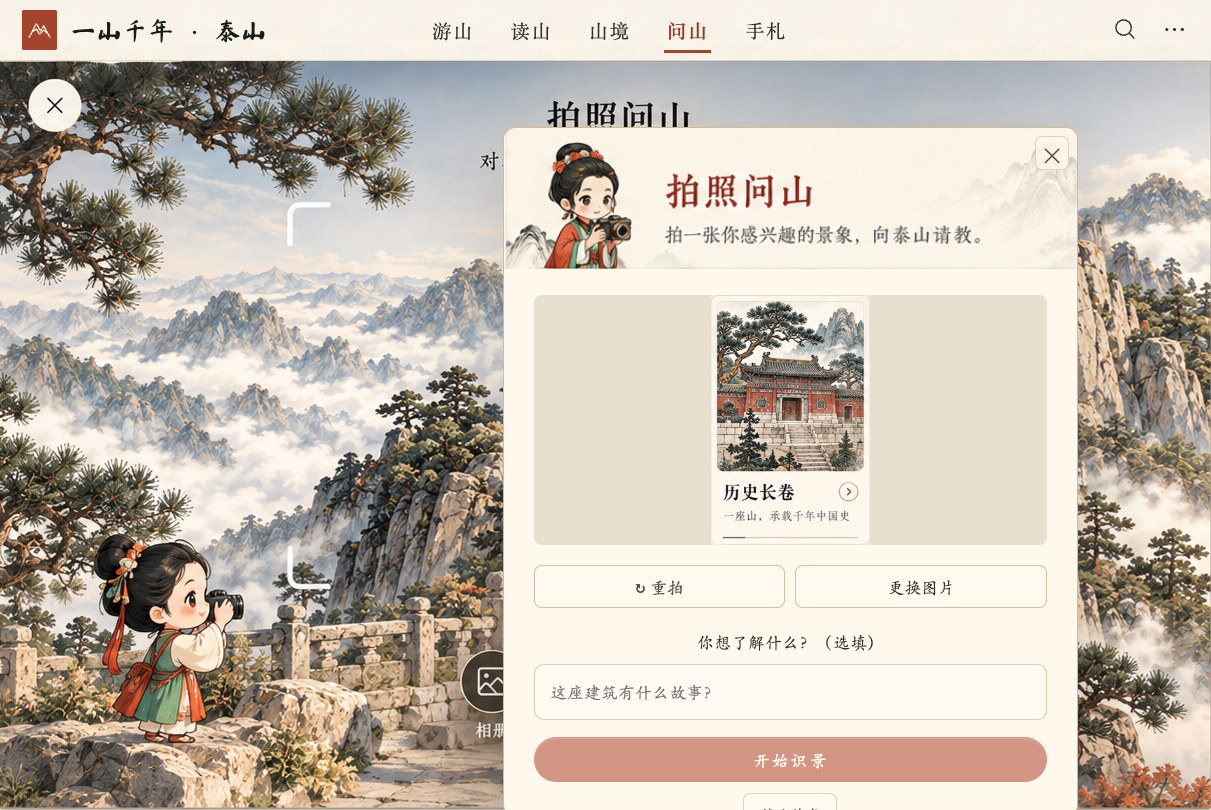 一山千年 · 泰山
游山 读山 山境 问山 手札
拍照问山
对
拍照问山
拍一张你感兴趣的景象，向泰山请教。
历史长卷
一座山，承载千年中国史
↻ 重拍
更换图片
你想了解什么？（选填）
这座建筑有什么故事？
开始识景
相册